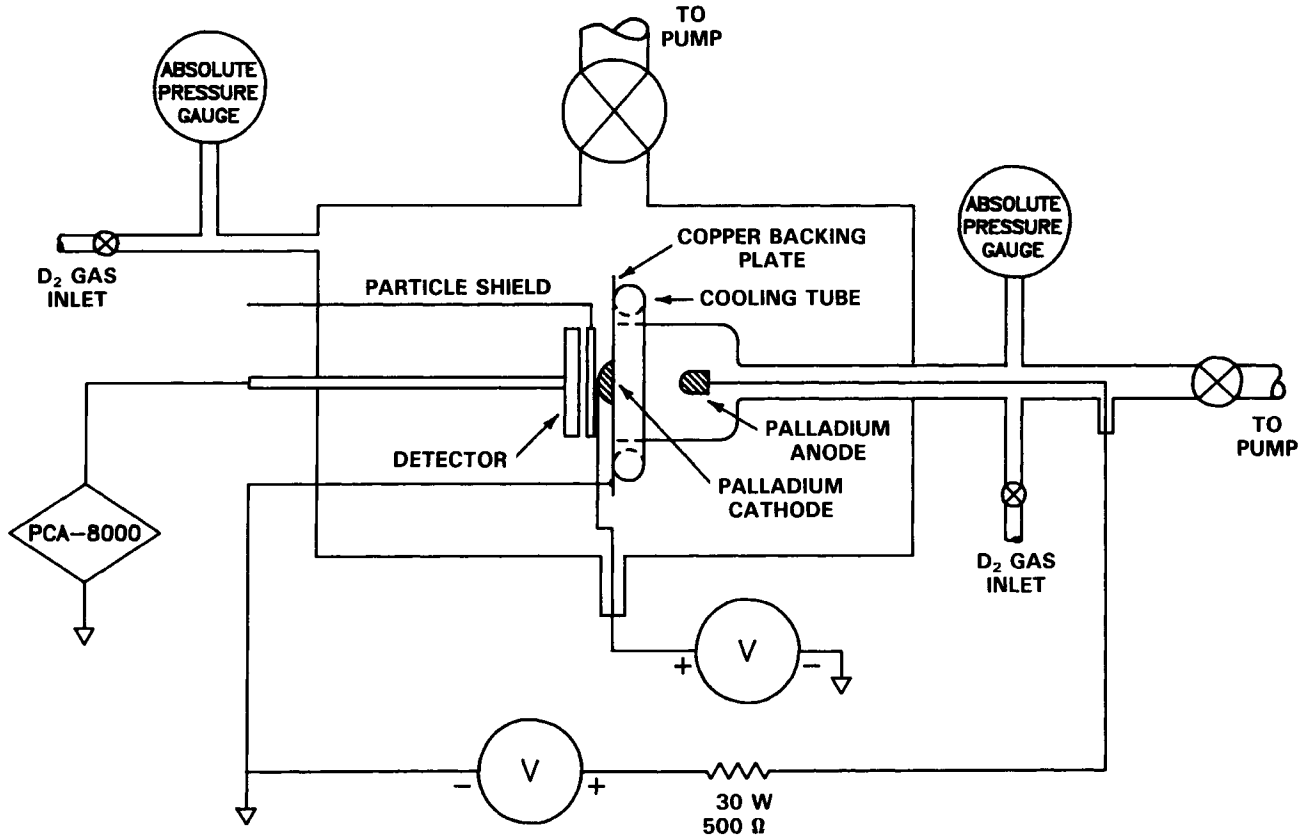 TO
PUMP
ABSOLUTE
PRESSURE
GAUGE
D₂ GAS
INLET
COPPER BACKING
PLATE
PARTICLE SHIELD
COOLING TUBE
ABSOLUTE
PRESSURE
GAUGE
DETECTOR
PALLADIUM
ANODE
PALLADIUM
CATHODE
TO
PUMP
PCA-8000
D₂ GAS
INLET
+ V -
- V +
30 W
500 Ω